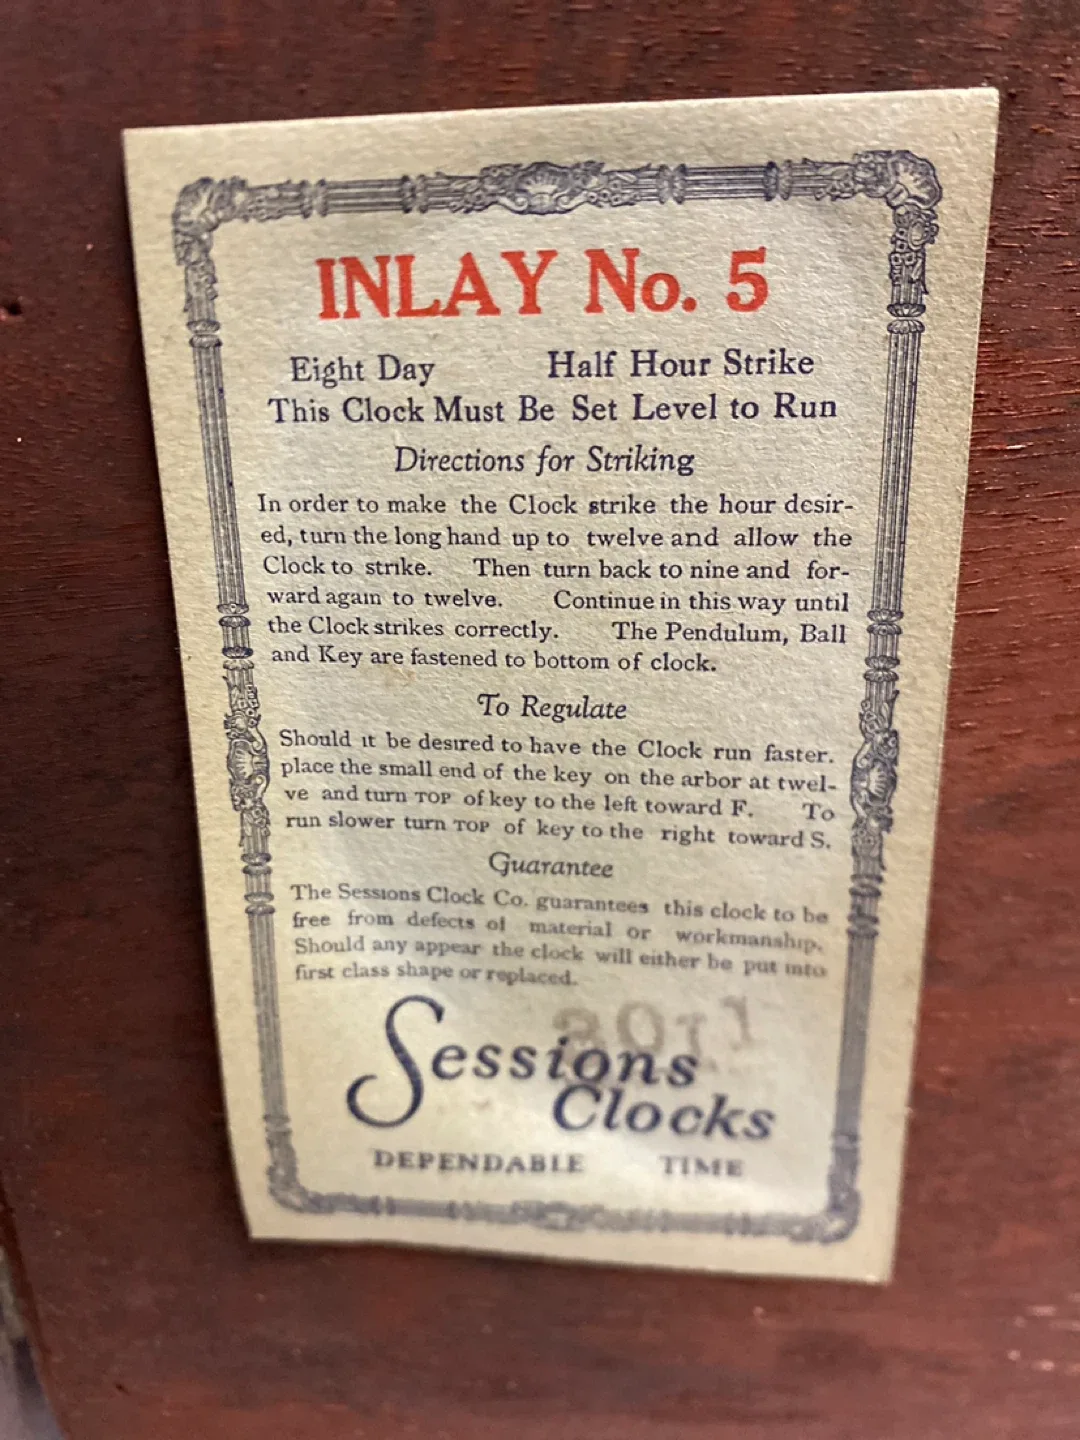 INLAY No. 5
Eight Day Half Hour Strike
This Clock Must Be Set Level to Run
Directions for Striking
In order to make the Clock strike the hour desir-
ed, turn the long hand up to twelve and allow the
Clock to strike. Then turn back to nine and for-
ward again to twelve. Continue in this way until
the Clock strikes correctly. The Pendulum, Ball
and Key are fastened to bottom of clock.
To Regulate
Should it be desired to have the Clock run faster.
place the small end of the key on the arbor at twel-
ve and turn TOP of key to the left toward F. To
run slower turn TOP of key to the right toward S.
Guarantee
The Sessions Clock Co. guarantees this clock to be
free from defects of material or workmanship.
Should any appear the clock will either be put into
first class shape or replaced.
Sessions
Clocks
DEPENDABLE TIME